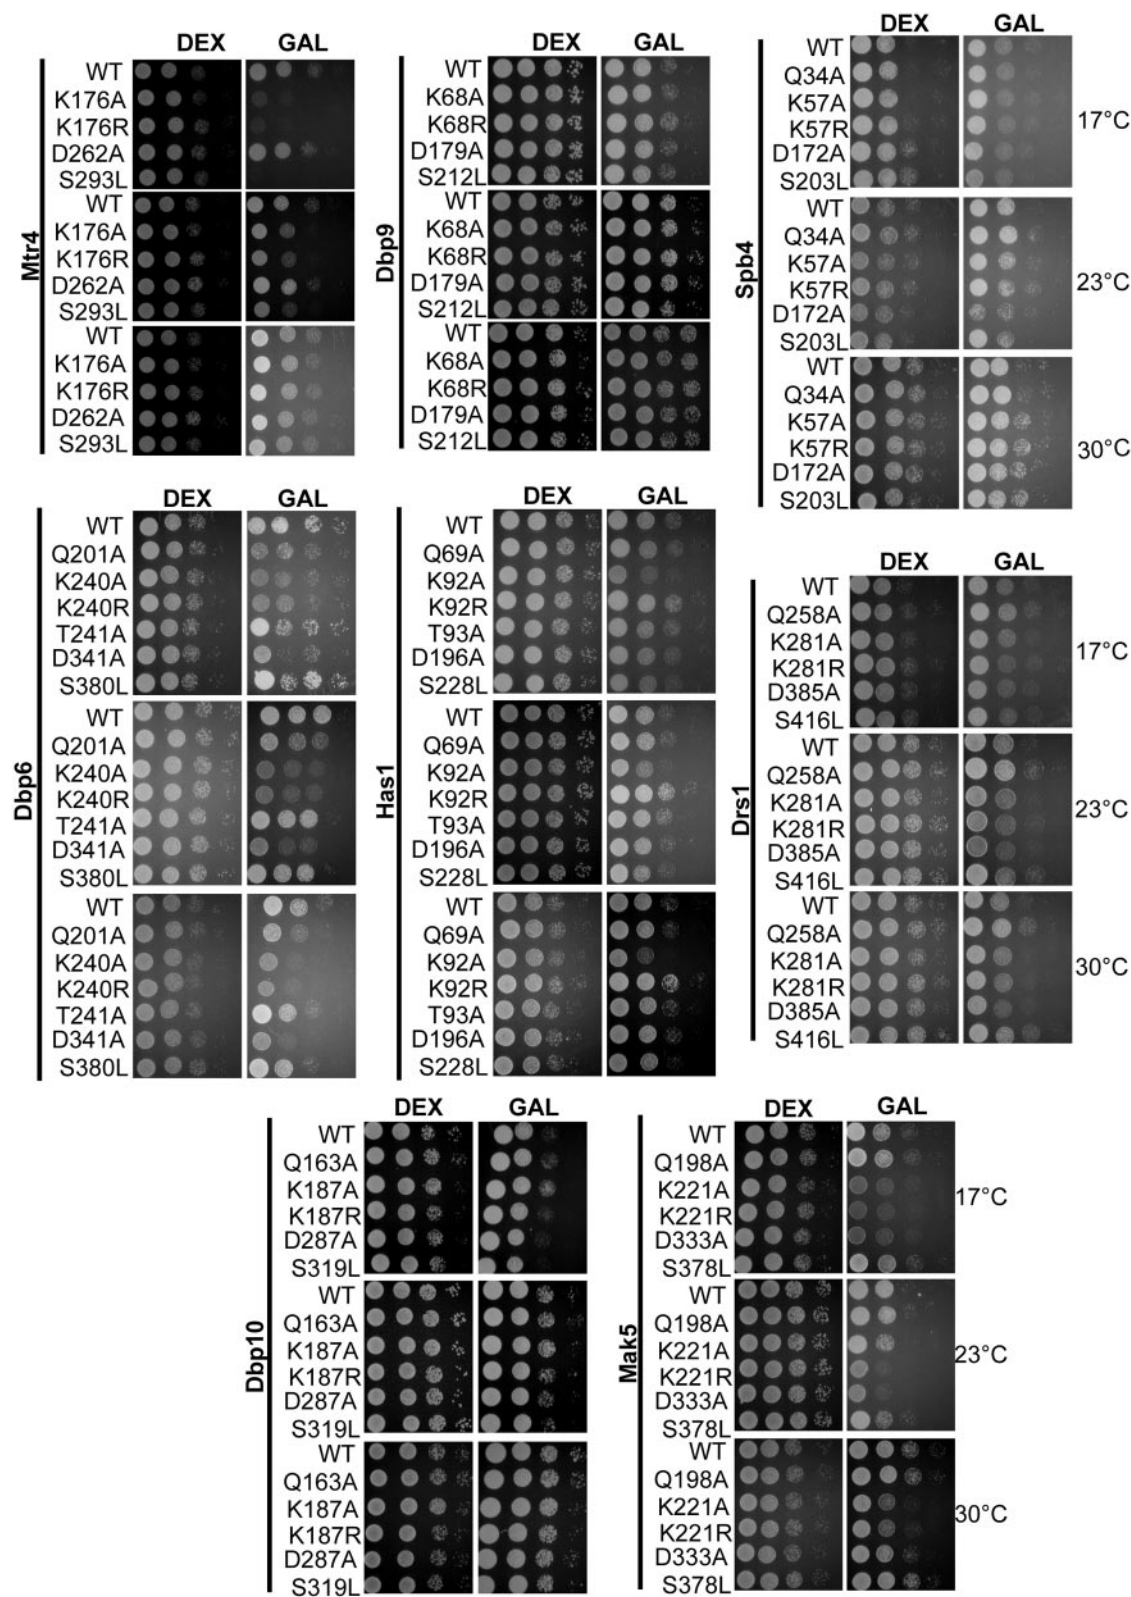 DEX GAL
Mtr4
WT
K176A
K176R
D262A
S293L
WT
K176A
K176R
D262A
S293L
WT
K176A
K176R
D262A
S293L
DEX GAL
Dbp9
WT
K68A
K68R
D179A
S212L
WT
K68A
K68R
D179A
S212L
WT
K68A
K68R
D179A
S212L
DEX GAL
Spb4
WT
Q34A
K57A
K57R
D172A
S203L
17°C
WT
Q34A
K57A
K57R
D172A
S203L
23°C
WT
Q34A
K57A
K57R
D172A
S203L
30°C
DEX GAL
Dbp6
WT
Q201A
K240A
K240R
T241A
D341A
S380L
WT
Q201A
K240A
K240R
T241A
D341A
S380L
WT
Q201A
K240A
K240R
T241A
D341A
S380L
DEX GAL
Has1
WT
Q69A
K92A
K92R
T93A
D196A
S228L
WT
Q69A
K92A
K92R
T93A
D196A
S228L
WT
Q69A
K92A
K92R
T93A
D196A
S228L
DEX GAL
Drs1
WT
Q258A
K281A
K281R
D385A
S416L
17°C
WT
Q258A
K281A
K281R
D385A
S416L
23°C
WT
Q258A
K281A
K281R
D385A
S416L
30°C
DEX GAL
Dbp10
WT
Q163A
K187A
K187R
D287A
S319L
WT
Q163A
K187A
K187R
D287A
S319L
WT
Q163A
K187A
K187R
D287A
S319L
DEX GAL
Mak5
WT
Q198A
K221A
K221R
D333A
S378L
17°C
WT
Q198A
K221A
K221R
D333A
S378L
23°C
WT
Q198A
K221A
K221R
D333A
S378L
30°C